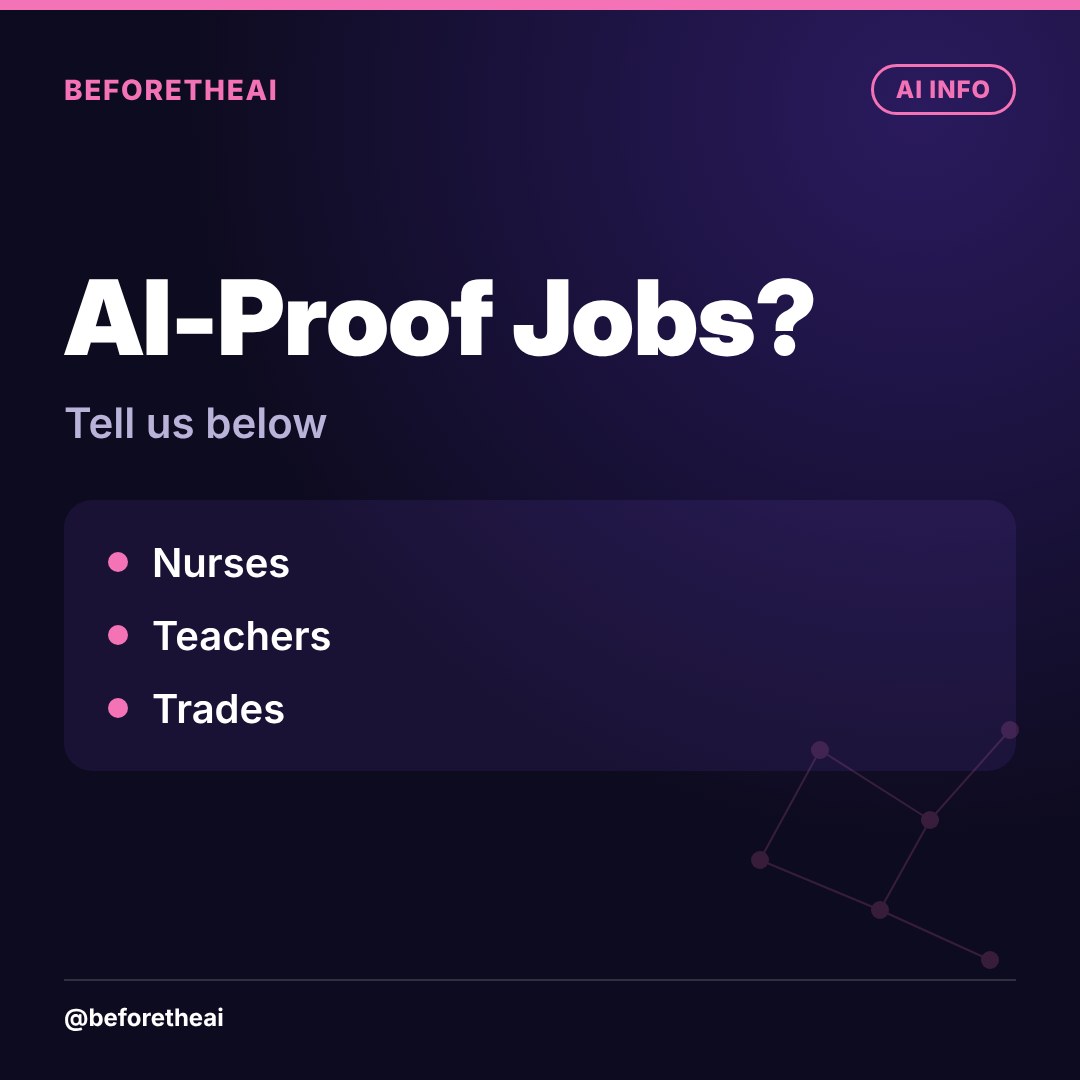 BEFORETHEAI
AI INFO
AI-Proof Jobs?
Tell us below
Nurses
Teachers
Trades
@beforetheai